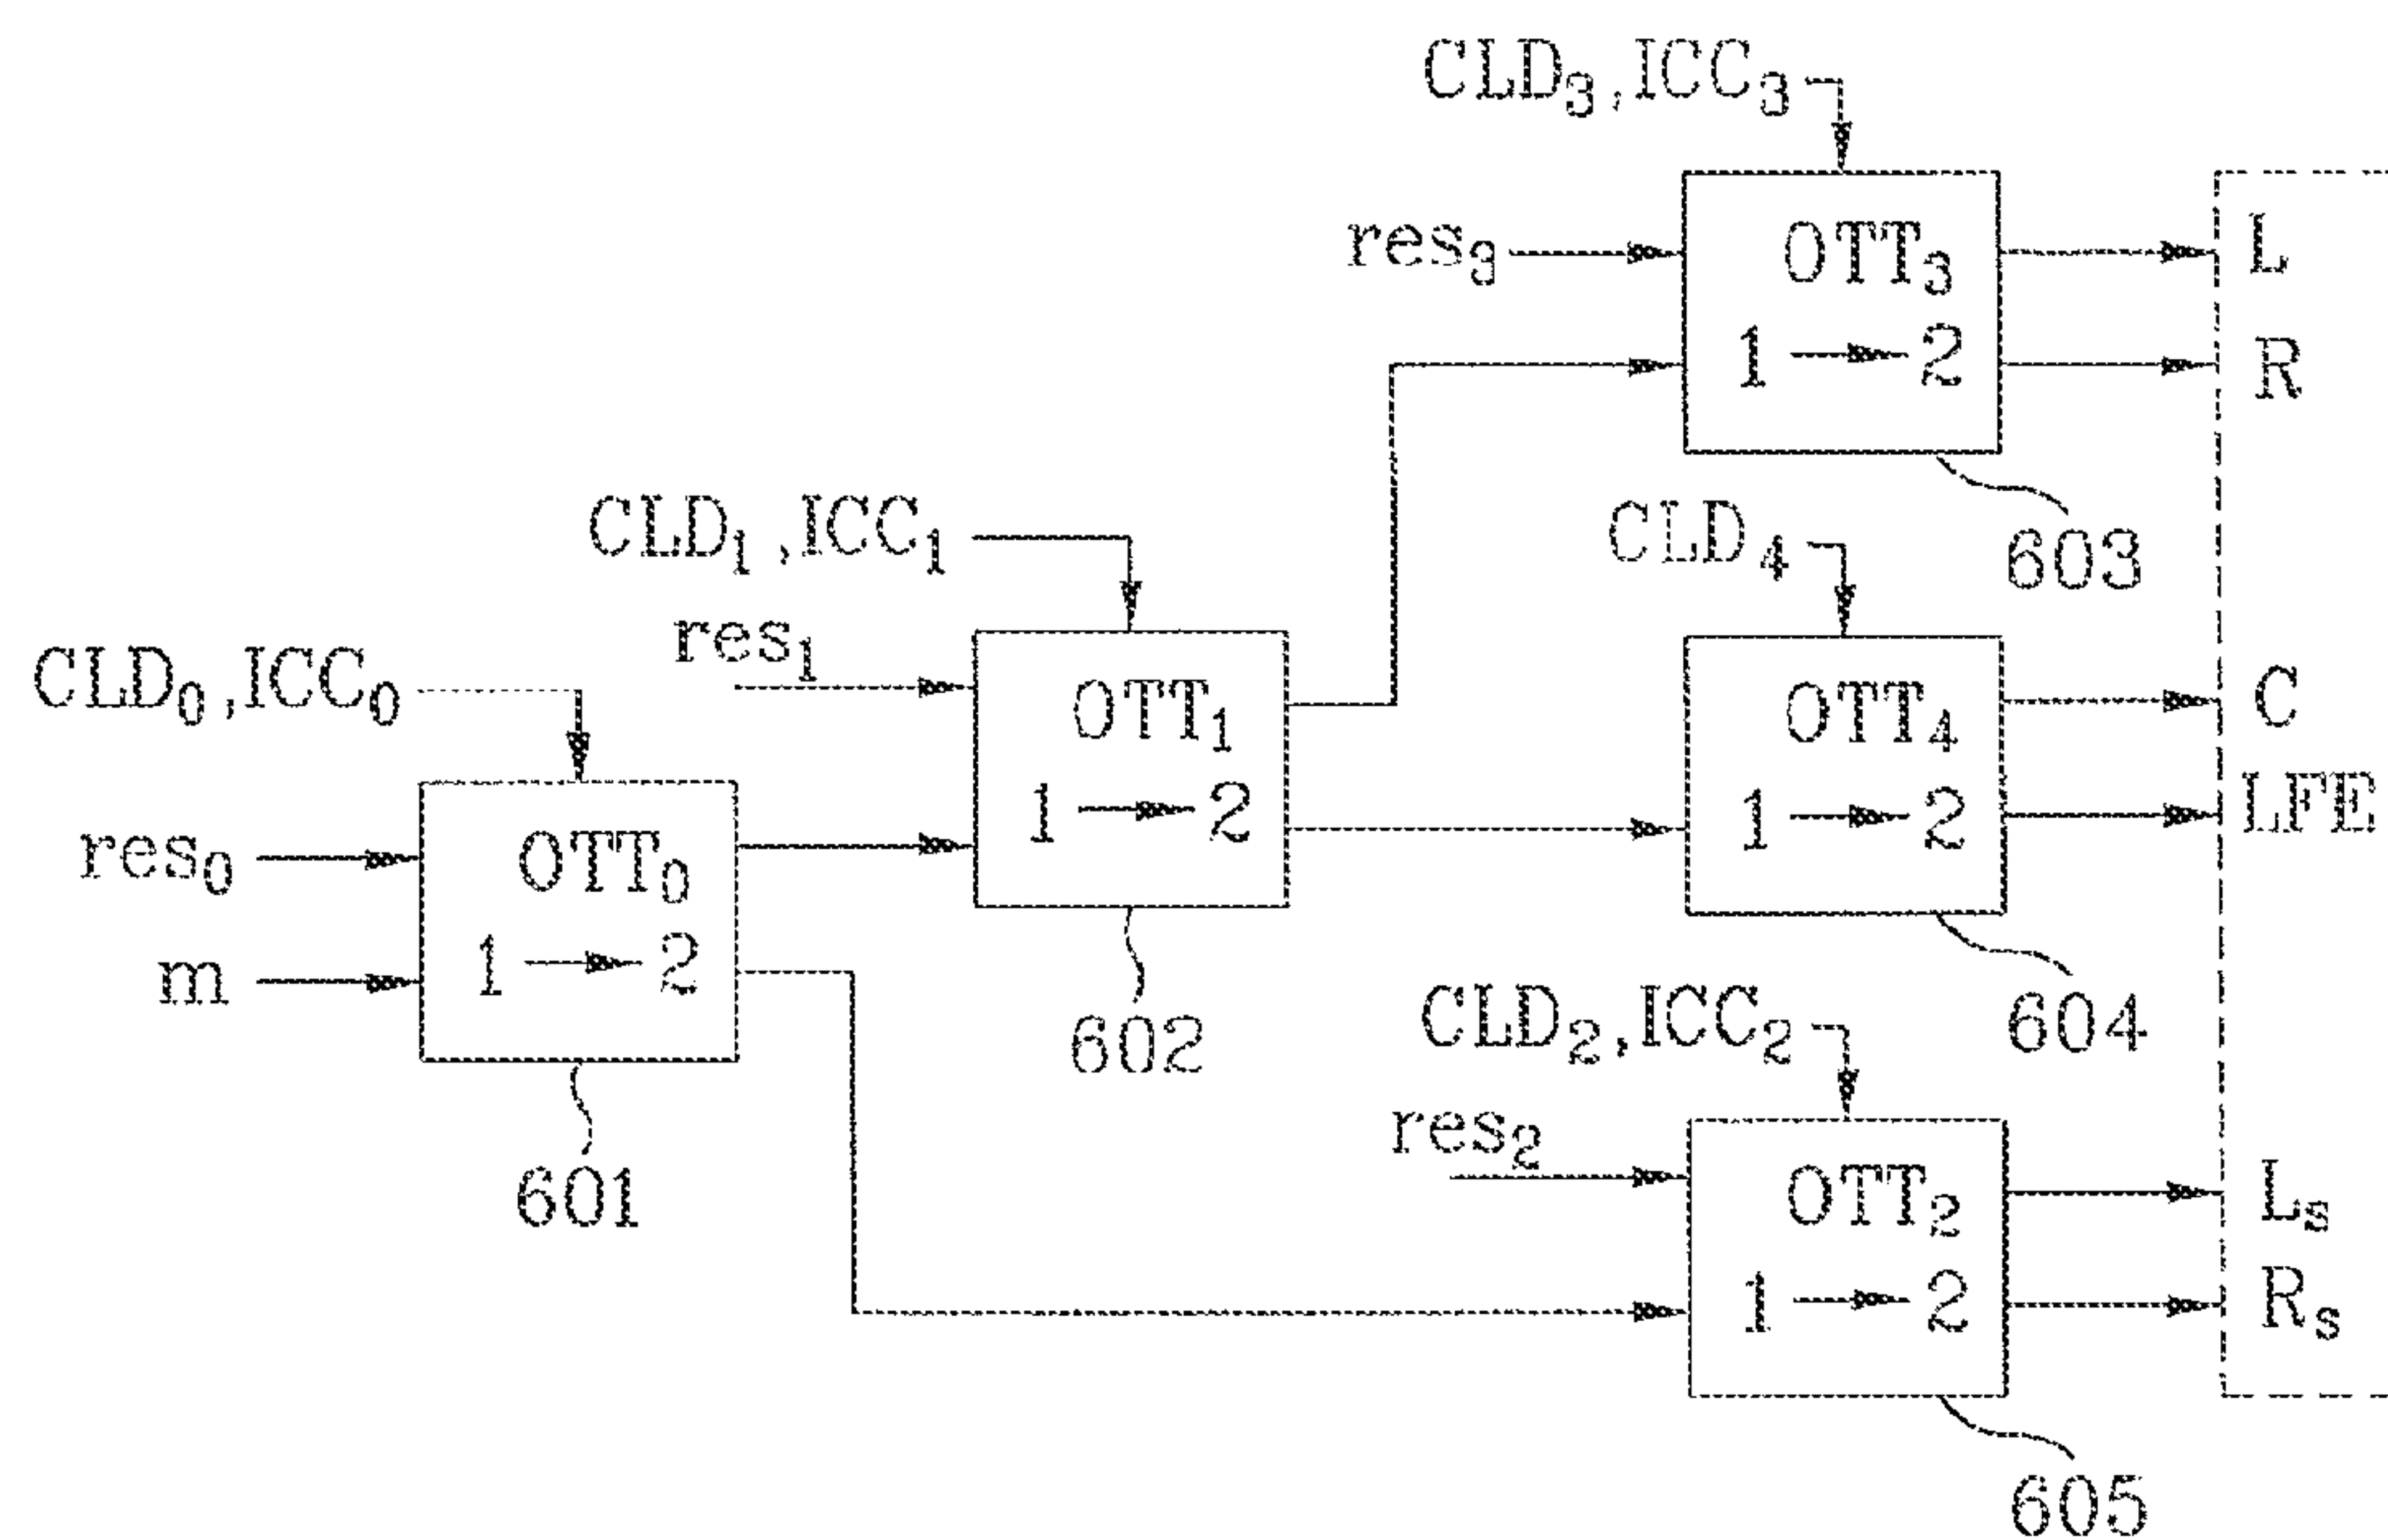 CLD₃,ICC₃
res₃
OTT₃
1 2
L
R
603
CLD₁,ICC₁
res₁
OTT₁
1 2
602
CLD₄
OTT₄
1 2
C
LFE
604
CLD₀,ICC₀
res₀
m
OTT₀
1 2
601
CLD₂,ICC₂
res₂
OTT₂
1 2
Lₛ
Rₛ
605